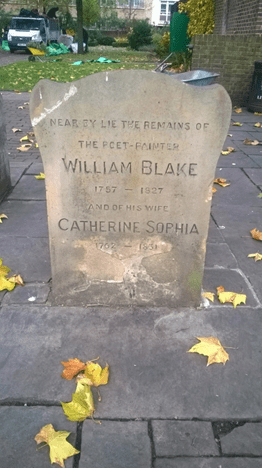 NEAR BY LIE THE REMAINS OF
THE POET-PAINTER
WILLIAM BLAKE
1757 — 1827
AND OF HIS WIFE
CATHERINE SOPHIA
1762 — 1831